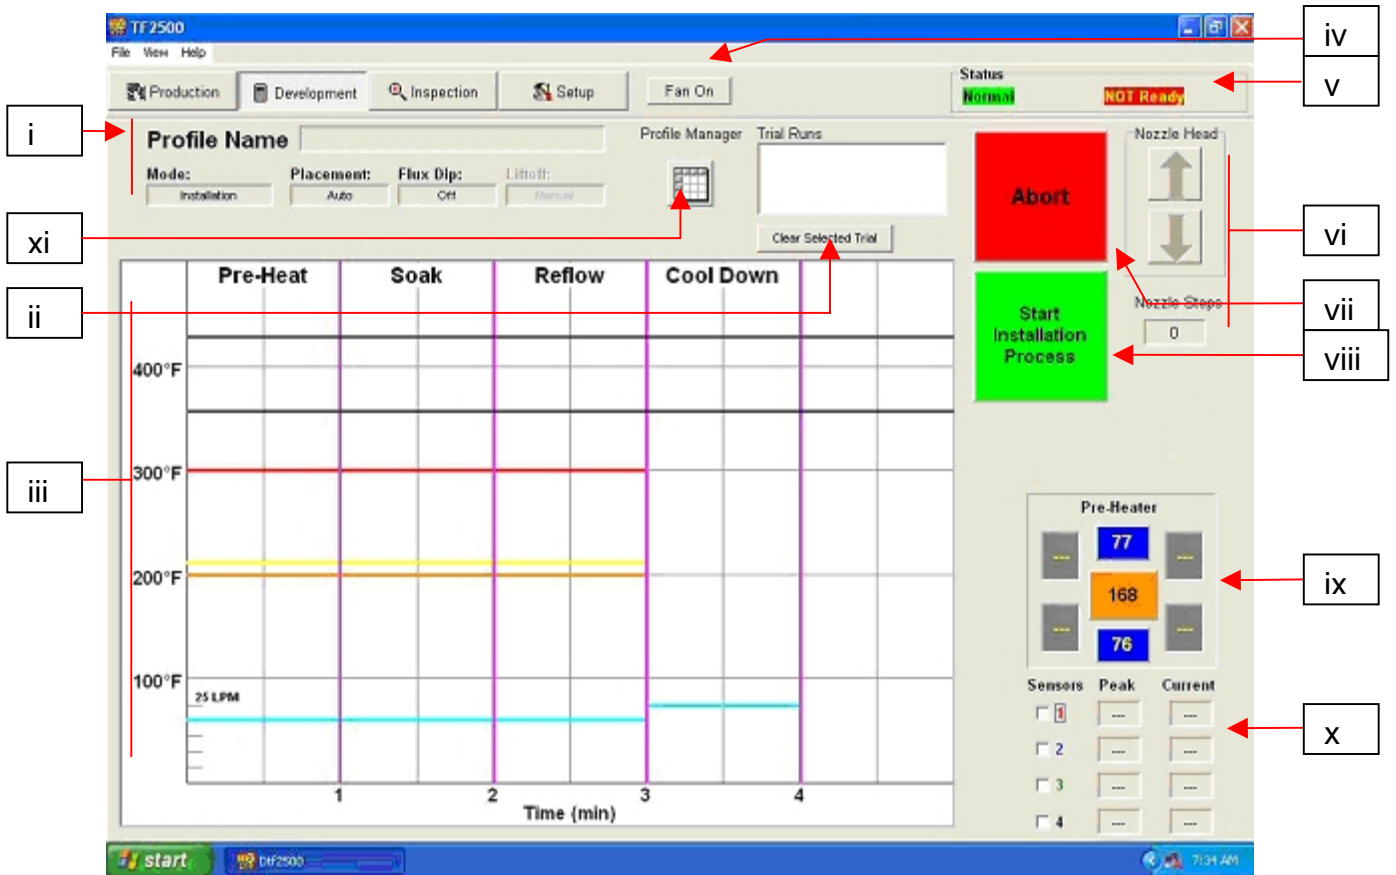 TF2500
File View Help
Production Development Inspection Setup Fan On
Status
Normal NOT Ready
iv
v
i
Profile Name
Mode: Placement: Flux Dip: Liftoff:
Installation Auto Off Manual
Profile Manager
Trial Runs
Clear Selected Trial
Abort
Nozzle Head
xi
vi
ii
Start
Installation
Process
Nozzle Steps
0
vii
viii
Pre-Heat Soak Reflow Cool Down
400°F
300°F
iii
200°F
100°F
25 LPM
1 2 3 4
Time (min)
Pre-Heater
77
--- ---
168
--- ---
76
ix
Sensors Peak Current
1 --- ---
2 --- ---
3 --- ---
4 --- ---
x
start Dtf2500 7:34 AM